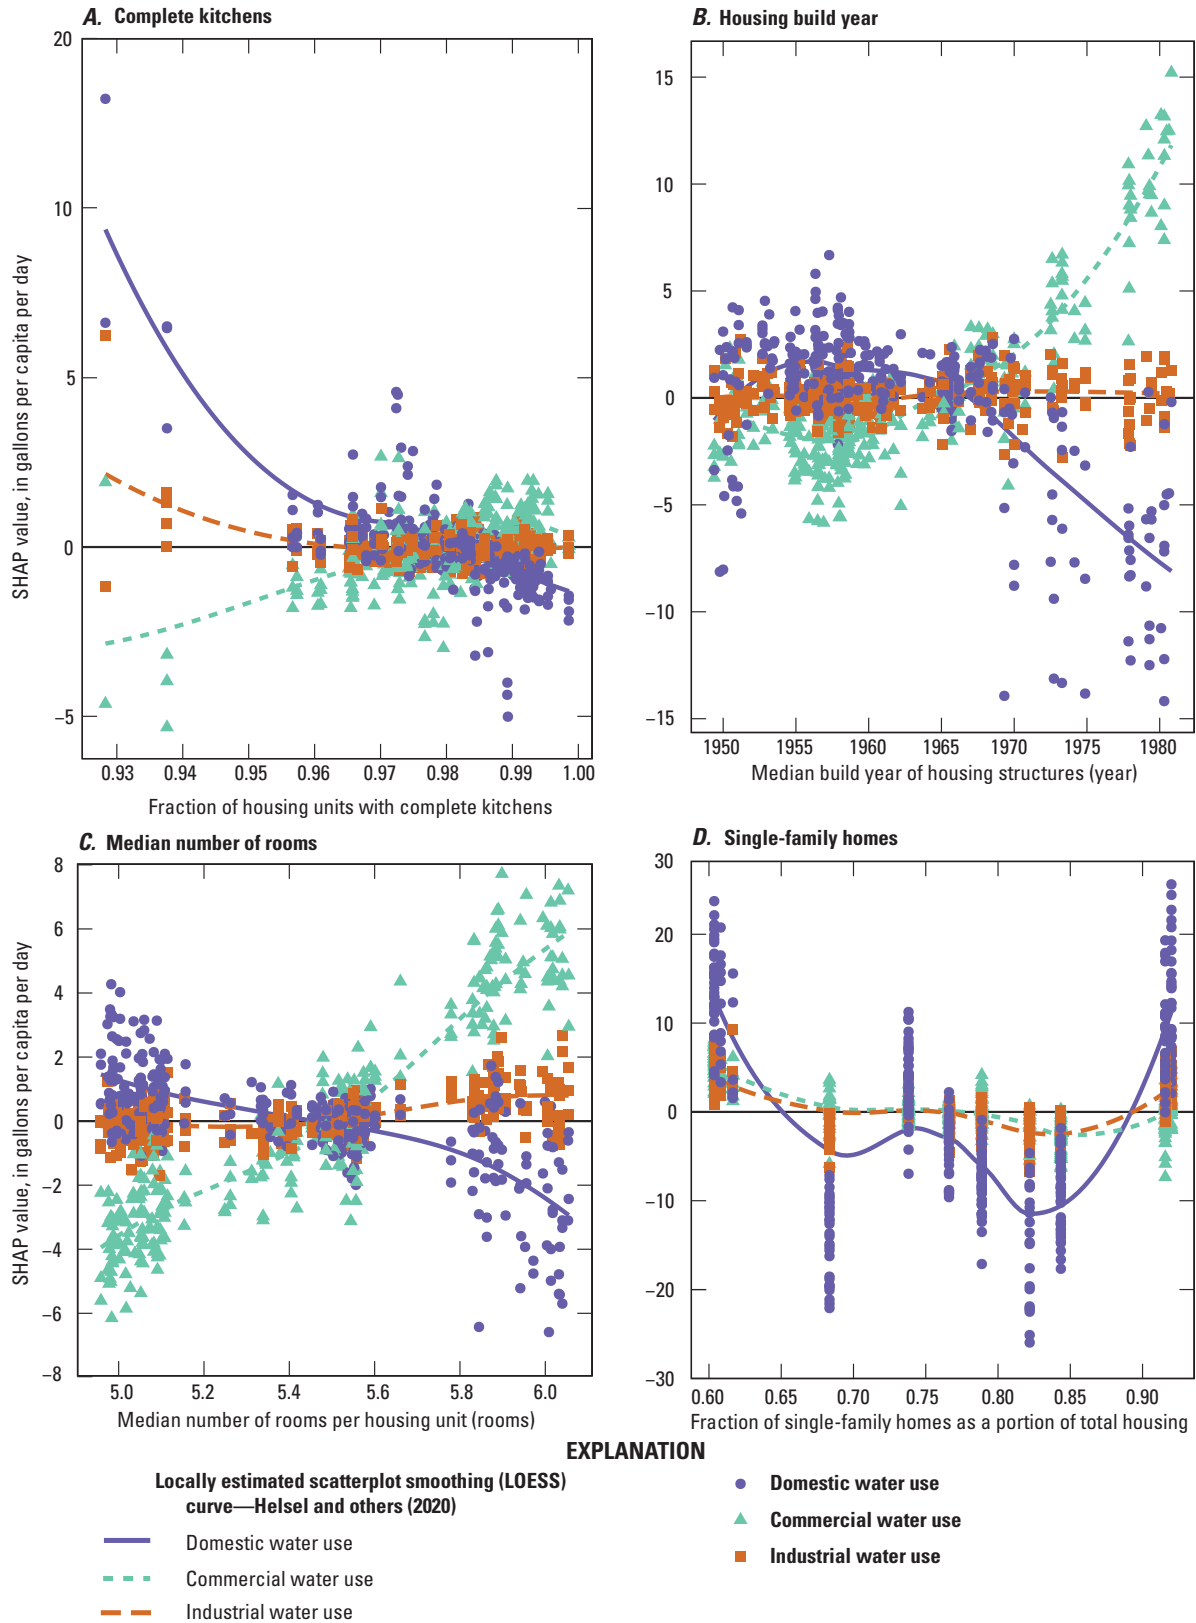 A. Complete kitchens
20
10
5
0
−5
SHAP value, in gallons per capita per day
0.93 0.94 0.95 0.96 0.97 0.98 0.99 1.00
Fraction of housing units with complete kitchens
B. Housing build year
15
10
5
0
−5
−10
−15
1950 1955 1960 1965 1970 1975 1980
Median build year of housing structures (year)
C. Median number of rooms
8
6
4
2
0
−2
−4
−6
−8
SHAP value, in gallons per capita per day
5.0 5.2 5.4 5.6 5.8 6.0
Median number of rooms per housing unit (rooms)
D. Single-family homes
30
20
10
0
−10
−20
−30
0.60 0.65 0.70 0.75 0.80 0.85 0.90
Fraction of single-family homes as a portion of total housing
EXPLANATION
Locally estimated scatterplot smoothing (LOESS)
curve—Helsel and others (2020)
Domestic water use
Commercial water use
Industrial water use
Domestic water use
Commercial water use
Industrial water use